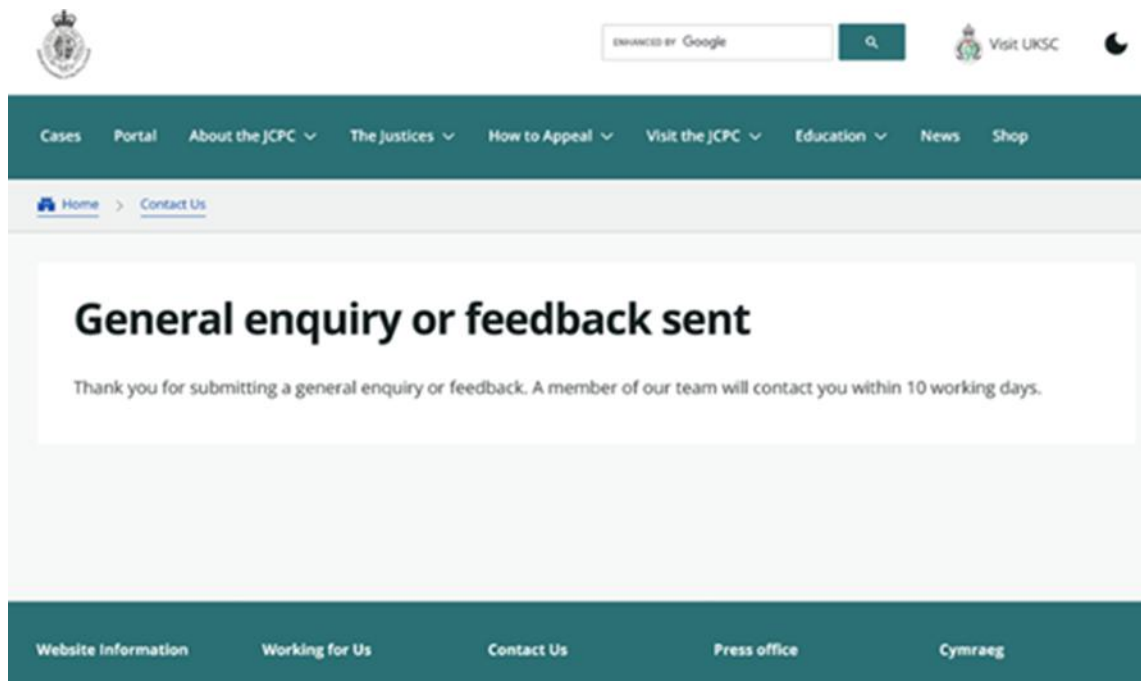 ENHANCED BY Google
Visit UKSC
Cases Portal About the JCPC The Justices How to Appeal Visit the JCPC Education News Shop
Home > Contact Us
General enquiry or feedback sent
Thank you for submitting a general enquiry or feedback. A member of our team will contact you within 10 working days.
Website Information Working for Us Contact Us Press office Cymraeg